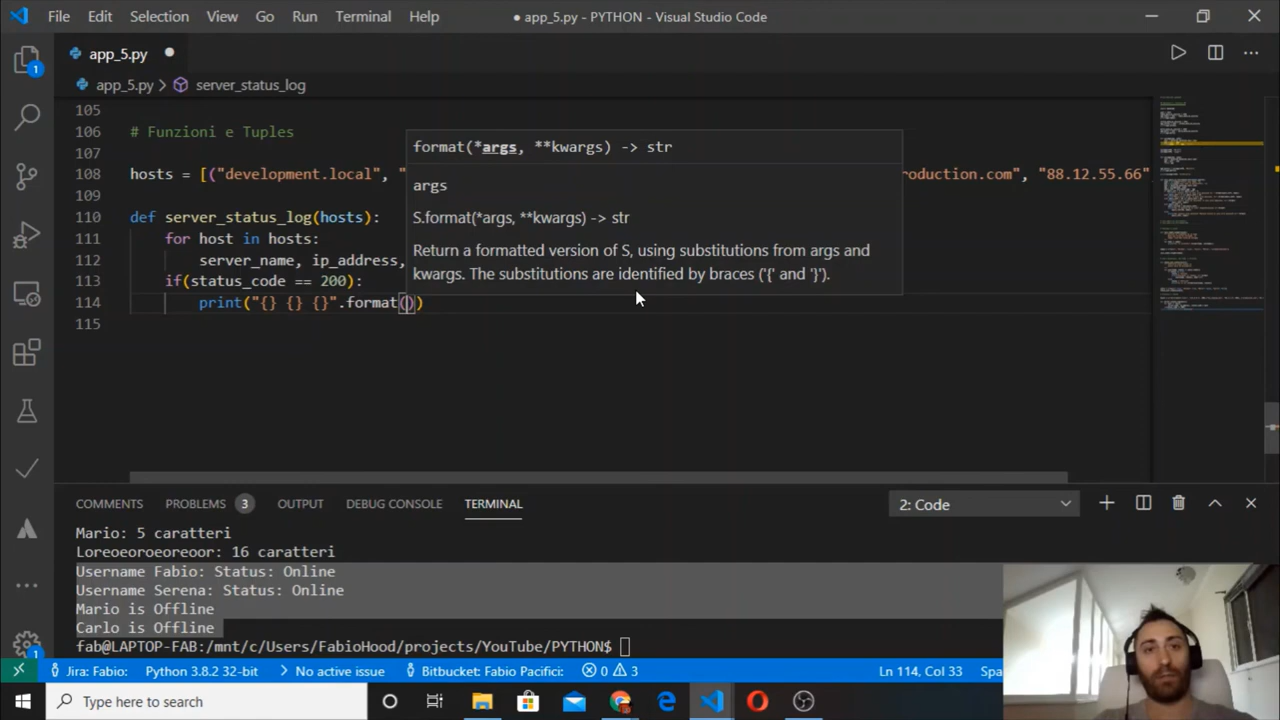 File Edit Selection View Go Run Terminal Help ● app_5.py - PYTHON - Visual Studio Code
app_5.py ●
app_5.py > server_status_log
105
106 # Funzioni e Tuples
107
108 hosts = [("development.local", " roduction.com", "88.12.55.66"
109
110 def server_status_log(hosts):
111 for host in hosts:
112 server_name, ip_address,
113 if(status_code == 200):
114 print("{} {} {}".format())
115
format(*args, **kwargs) -> str
args
S.format(*args, **kwargs) -> str
Return a formatted version of S, using substitutions from args and
kwargs. The substitutions are identified by braces ('{' and '}').
COMMENTS PROBLEMS 3 OUTPUT DEBUG CONSOLE TERMINAL 2: Code
Mario: 5 caratteri
Loreoeoroeoreoor: 16 caratteri
Username Fabio: Status: Online
Username Serena: Status: Online
Mario is Offline
Carlo is Offline
fab@LAPTOP-FAB:/mnt/c/Users/FabioHood/projects/YouTube/PYTHON$
Jira: Fabio: Python 3.8.2 32-bit No active issue Bitbucket: Fabio Pacifici: 0 3 Ln 114, Col 33 Spa
Type here to search